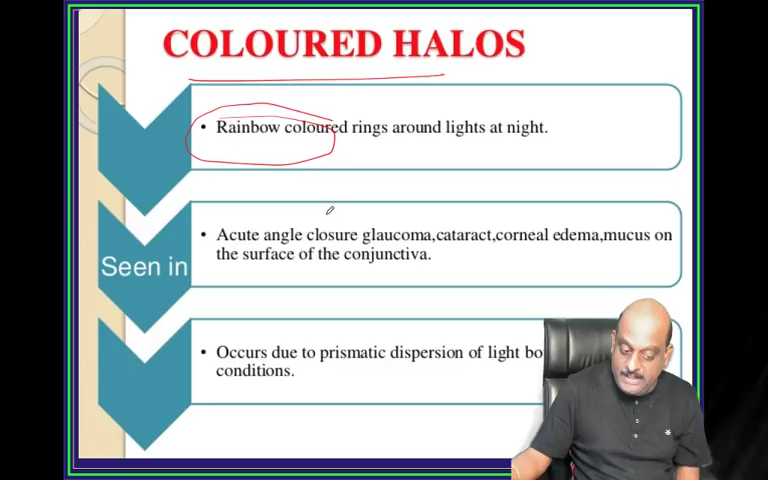 COLOURED HALOS
• Rainbow coloured rings around lights at night.
Seen in
• Acute angle closure glaucoma,cataract,corneal edema,mucus on
the surface of the conjunctiva.
• Occurs due to prismatic dispersion of light
conditions.